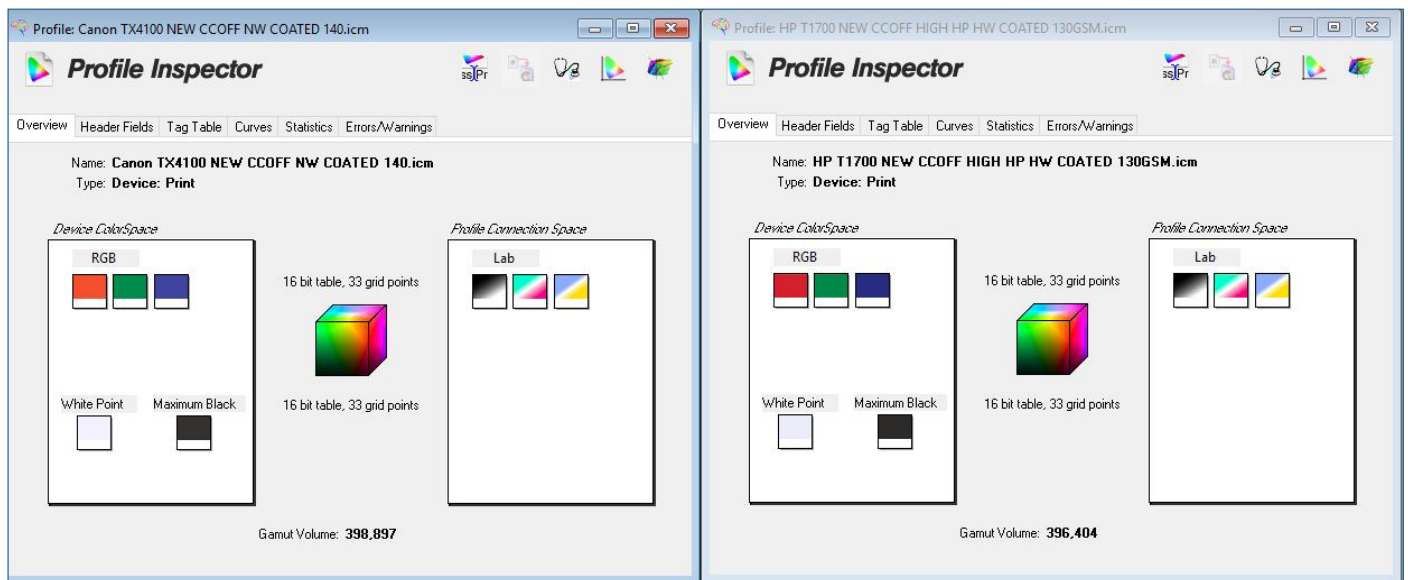 Profile: Canon TX4100 NEW CCOFF NW COATED 140.icm
Profile Inspector
Overview Header Fields Tag Table Curves Statistics Errors/Warnings
Name: Canon TX4100 NEW CCOFF NW COATED 140.icm
Type: Device: Print
Device ColorSpace
Profile Connection Space
RGB
Lab
16 bit table, 33 grid points
White Point
Maximum Black
16 bit table, 33 grid points
Gamut Volume: 398,897
Profile: HP T1700 NEW CCOFF HIGH HP HW COATED 130GSM.icm
Profile Inspector
Overview Header Fields Tag Table Curves Statistics Errors/Warnings
Name: HP T1700 NEW CCOFF HIGH HP HW COATED 130GSM.icm
Type: Device: Print
Device ColorSpace
Profile Connection Space
RGB
Lab
16 bit table, 33 grid points
White Point
Maximum Black
16 bit table, 33 grid points
Gamut Volume: 396,404